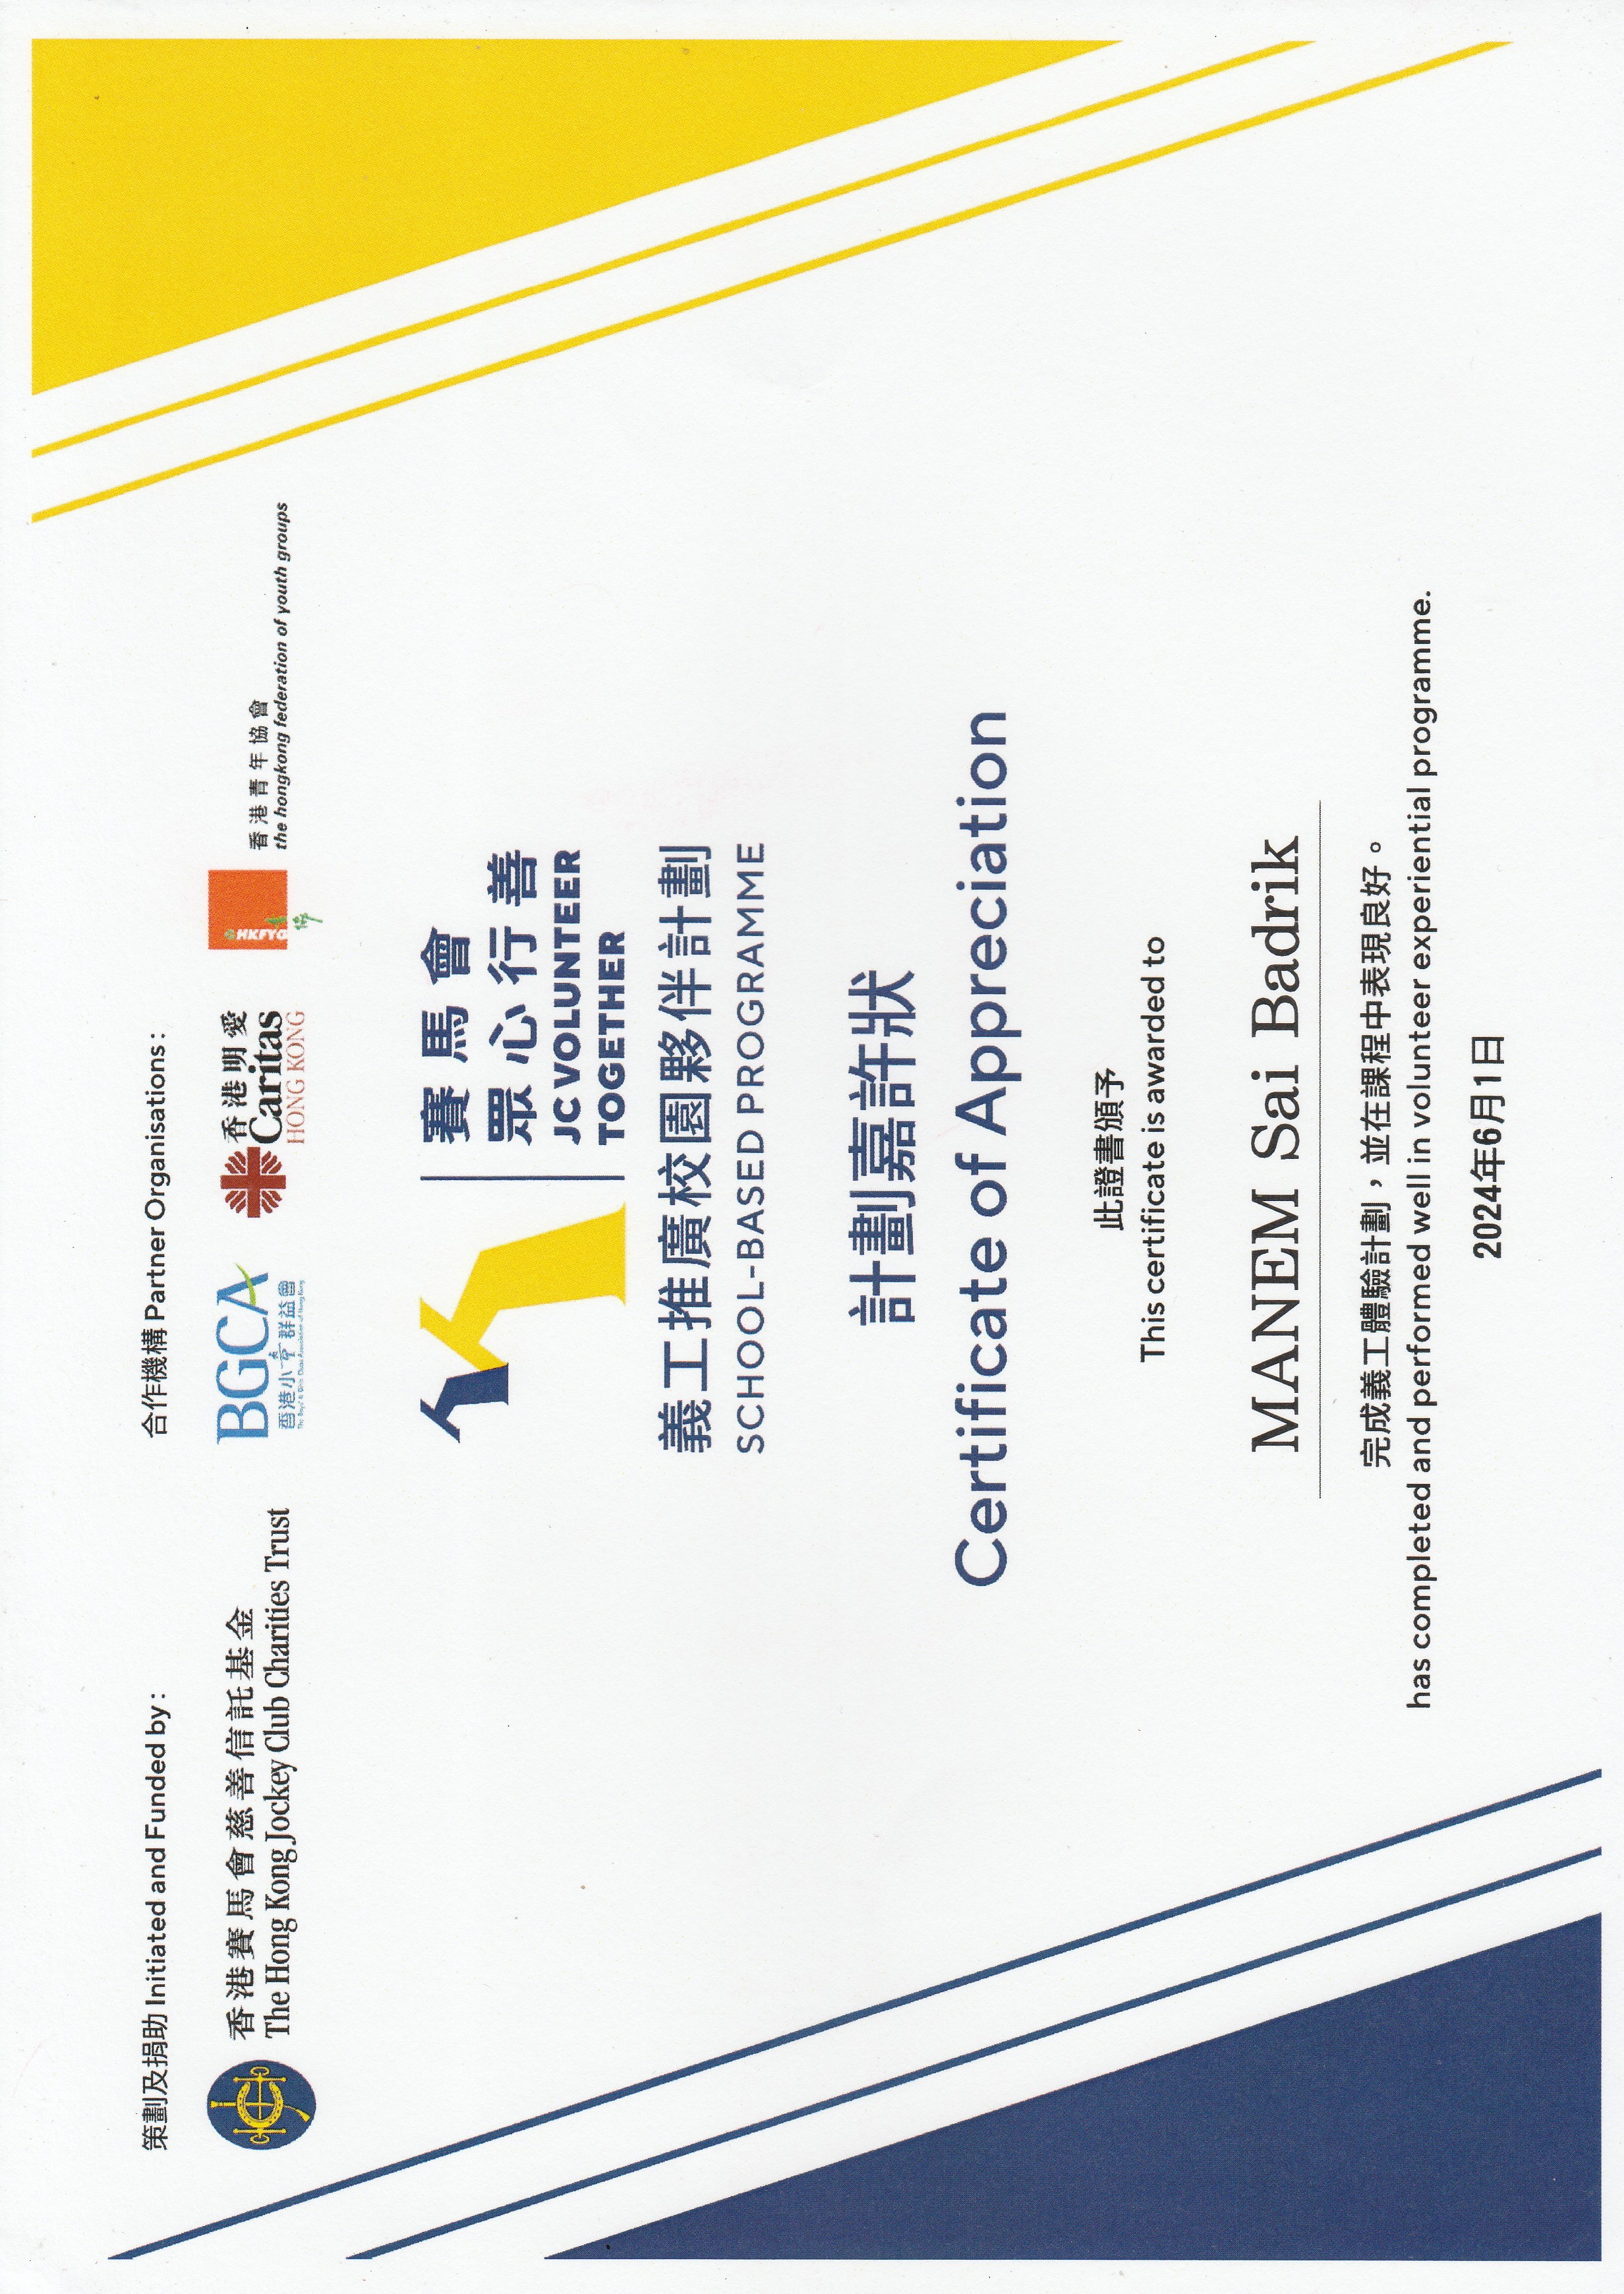 策劃及捐助 Initiated and Funded by :
香港賽馬會慈善信託基金
The Hong Kong Jockey Club Charities Trust
合作機構 Partner Organisations :
BGCA
香港小童群益會
The Boys' & Girls' Clubs Association of Hong Kong
香港明愛
Caritas
HONG KONG
HKFYG
青協
香港青年協會
the hongkong federation of youth groups
賽馬會
眾心行善
JC VOLUNTEER
TOGETHER
義工推廣校園夥伴計劃
SCHOOL-BASED PROGRAMME
計劃嘉許狀
Certificate of Appreciation
此證書頒予
This certificate is awarded to
MANEM Sai Badrik
完成義工體驗計劃，並在課程中表現良好。
has completed and performed well in volunteer experiential programme.
2024年6月1日